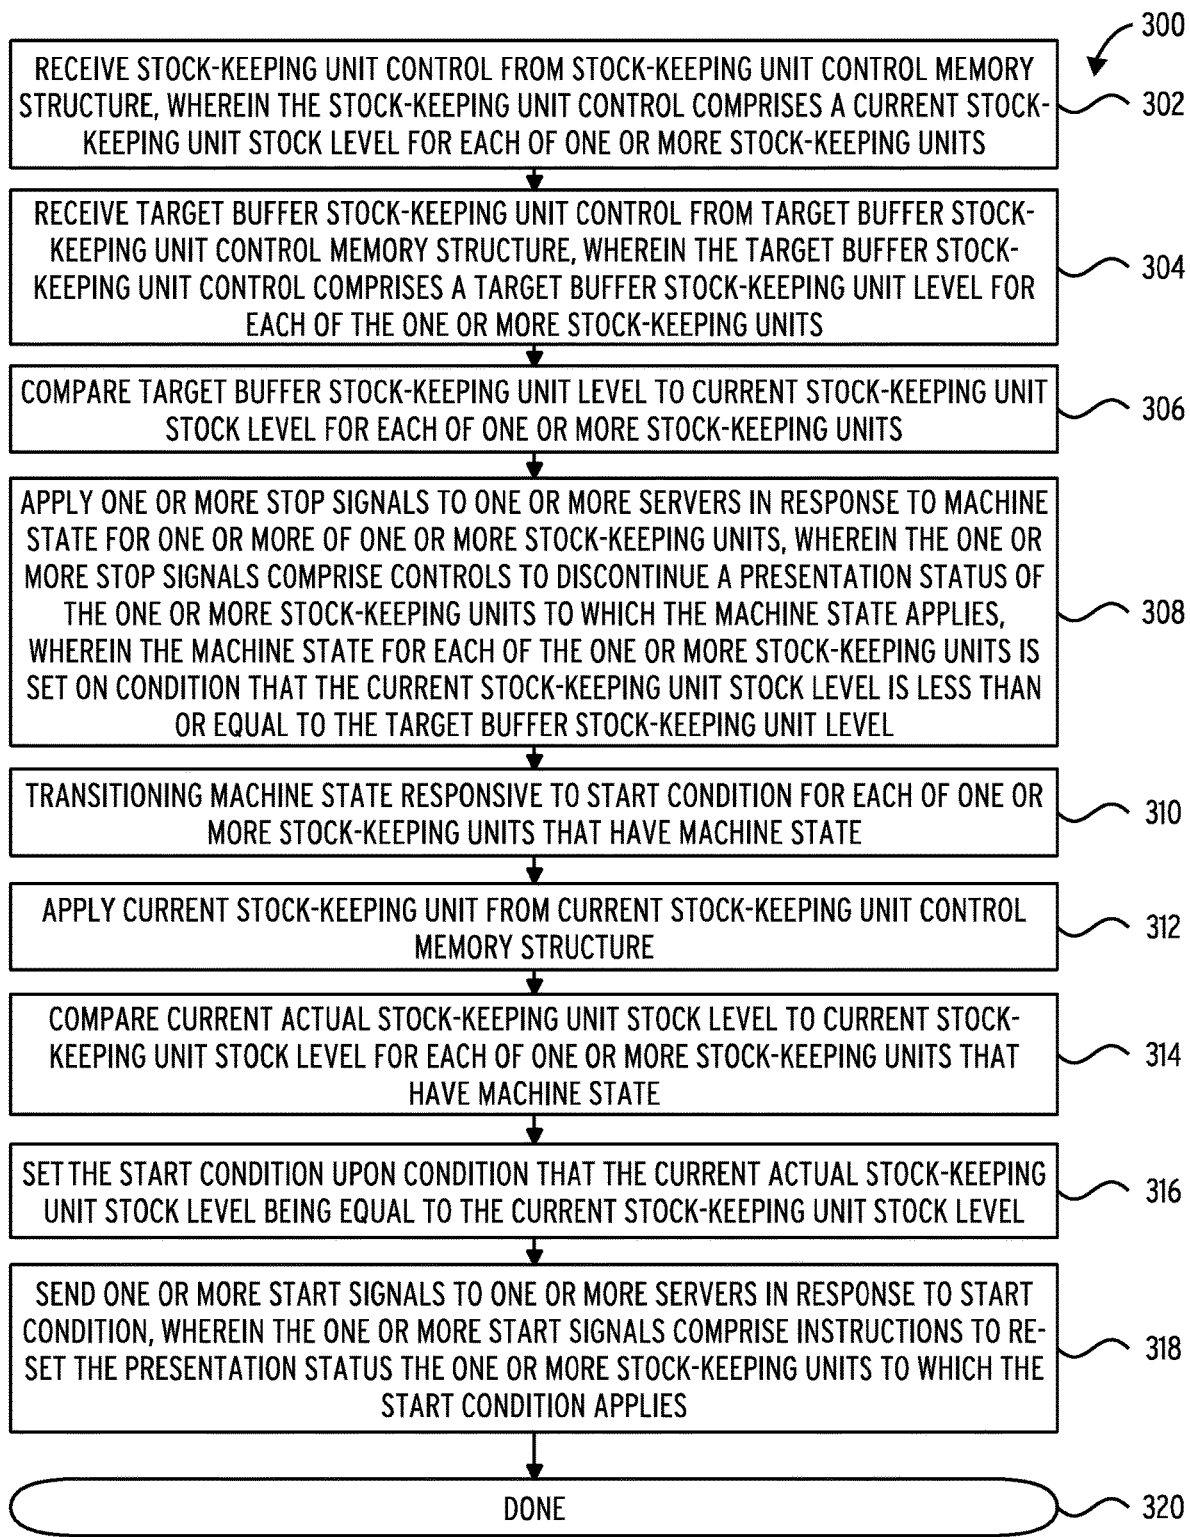 300
RECEIVE STOCK-KEEPING UNIT CONTROL FROM STOCK-KEEPING UNIT CONTROL MEMORY
STRUCTURE, WHEREIN THE STOCK-KEEPING UNIT CONTROL COMPRISES A CURRENT STOCK-
KEEPING UNIT STOCK LEVEL FOR EACH OF ONE OR MORE STOCK-KEEPING UNITS
302
RECEIVE TARGET BUFFER STOCK-KEEPING UNIT CONTROL FROM TARGET BUFFER STOCK-
KEEPING UNIT CONTROL MEMORY STRUCTURE, WHEREIN THE TARGET BUFFER STOCK-
KEEPING UNIT CONTROL COMPRISES A TARGET BUFFER STOCK-KEEPING UNIT LEVEL FOR
EACH OF THE ONE OR MORE STOCK-KEEPING UNITS
304
COMPARE TARGET BUFFER STOCK-KEEPING UNIT LEVEL TO CURRENT STOCK-KEEPING UNIT
STOCK LEVEL FOR EACH OF ONE OR MORE STOCK-KEEPING UNITS
306
APPLY ONE OR MORE STOP SIGNALS TO ONE OR MORE SERVERS IN RESPONSE TO MACHINE
STATE FOR ONE OR MORE OF ONE OR MORE STOCK-KEEPING UNITS, WHEREIN THE ONE OR
MORE STOP SIGNALS COMPRISE CONTROLS TO DISCONTINUE A PRESENTATION STATUS OF
THE ONE OR MORE STOCK-KEEPING UNITS TO WHICH THE MACHINE STATE APPLIES,
WHEREIN THE MACHINE STATE FOR EACH OF THE ONE OR MORE STOCK-KEEPING UNITS IS
SET ON CONDITION THAT THE CURRENT STOCK-KEEPING UNIT STOCK LEVEL IS LESS THAN
OR EQUAL TO THE TARGET BUFFER STOCK-KEEPING UNIT LEVEL
308
TRANSITIONING MACHINE STATE RESPONSIVE TO START CONDITION FOR EACH OF ONE OR
MORE STOCK-KEEPING UNITS THAT HAVE MACHINE STATE
310
APPLY CURRENT STOCK-KEEPING UNIT FROM CURRENT STOCK-KEEPING UNIT CONTROL
MEMORY STRUCTURE
312
COMPARE CURRENT ACTUAL STOCK-KEEPING UNIT STOCK LEVEL TO CURRENT STOCK-
KEEPING UNIT STOCK LEVEL FOR EACH OF ONE OR MORE STOCK-KEEPING UNITS THAT
HAVE MACHINE STATE
314
SET THE START CONDITION UPON CONDITION THAT THE CURRENT ACTUAL STOCK-KEEPING
UNIT STOCK LEVEL BEING EQUAL TO THE CURRENT STOCK-KEEPING UNIT STOCK LEVEL
316
SEND ONE OR MORE START SIGNALS TO ONE OR MORE SERVERS IN RESPONSE TO START
CONDITION, WHEREIN THE ONE OR MORE START SIGNALS COMPRISE INSTRUCTIONS TO RE-
SET THE PRESENTATION STATUS THE ONE OR MORE STOCK-KEEPING UNITS TO WHICH THE
START CONDITION APPLIES
318
DONE
320